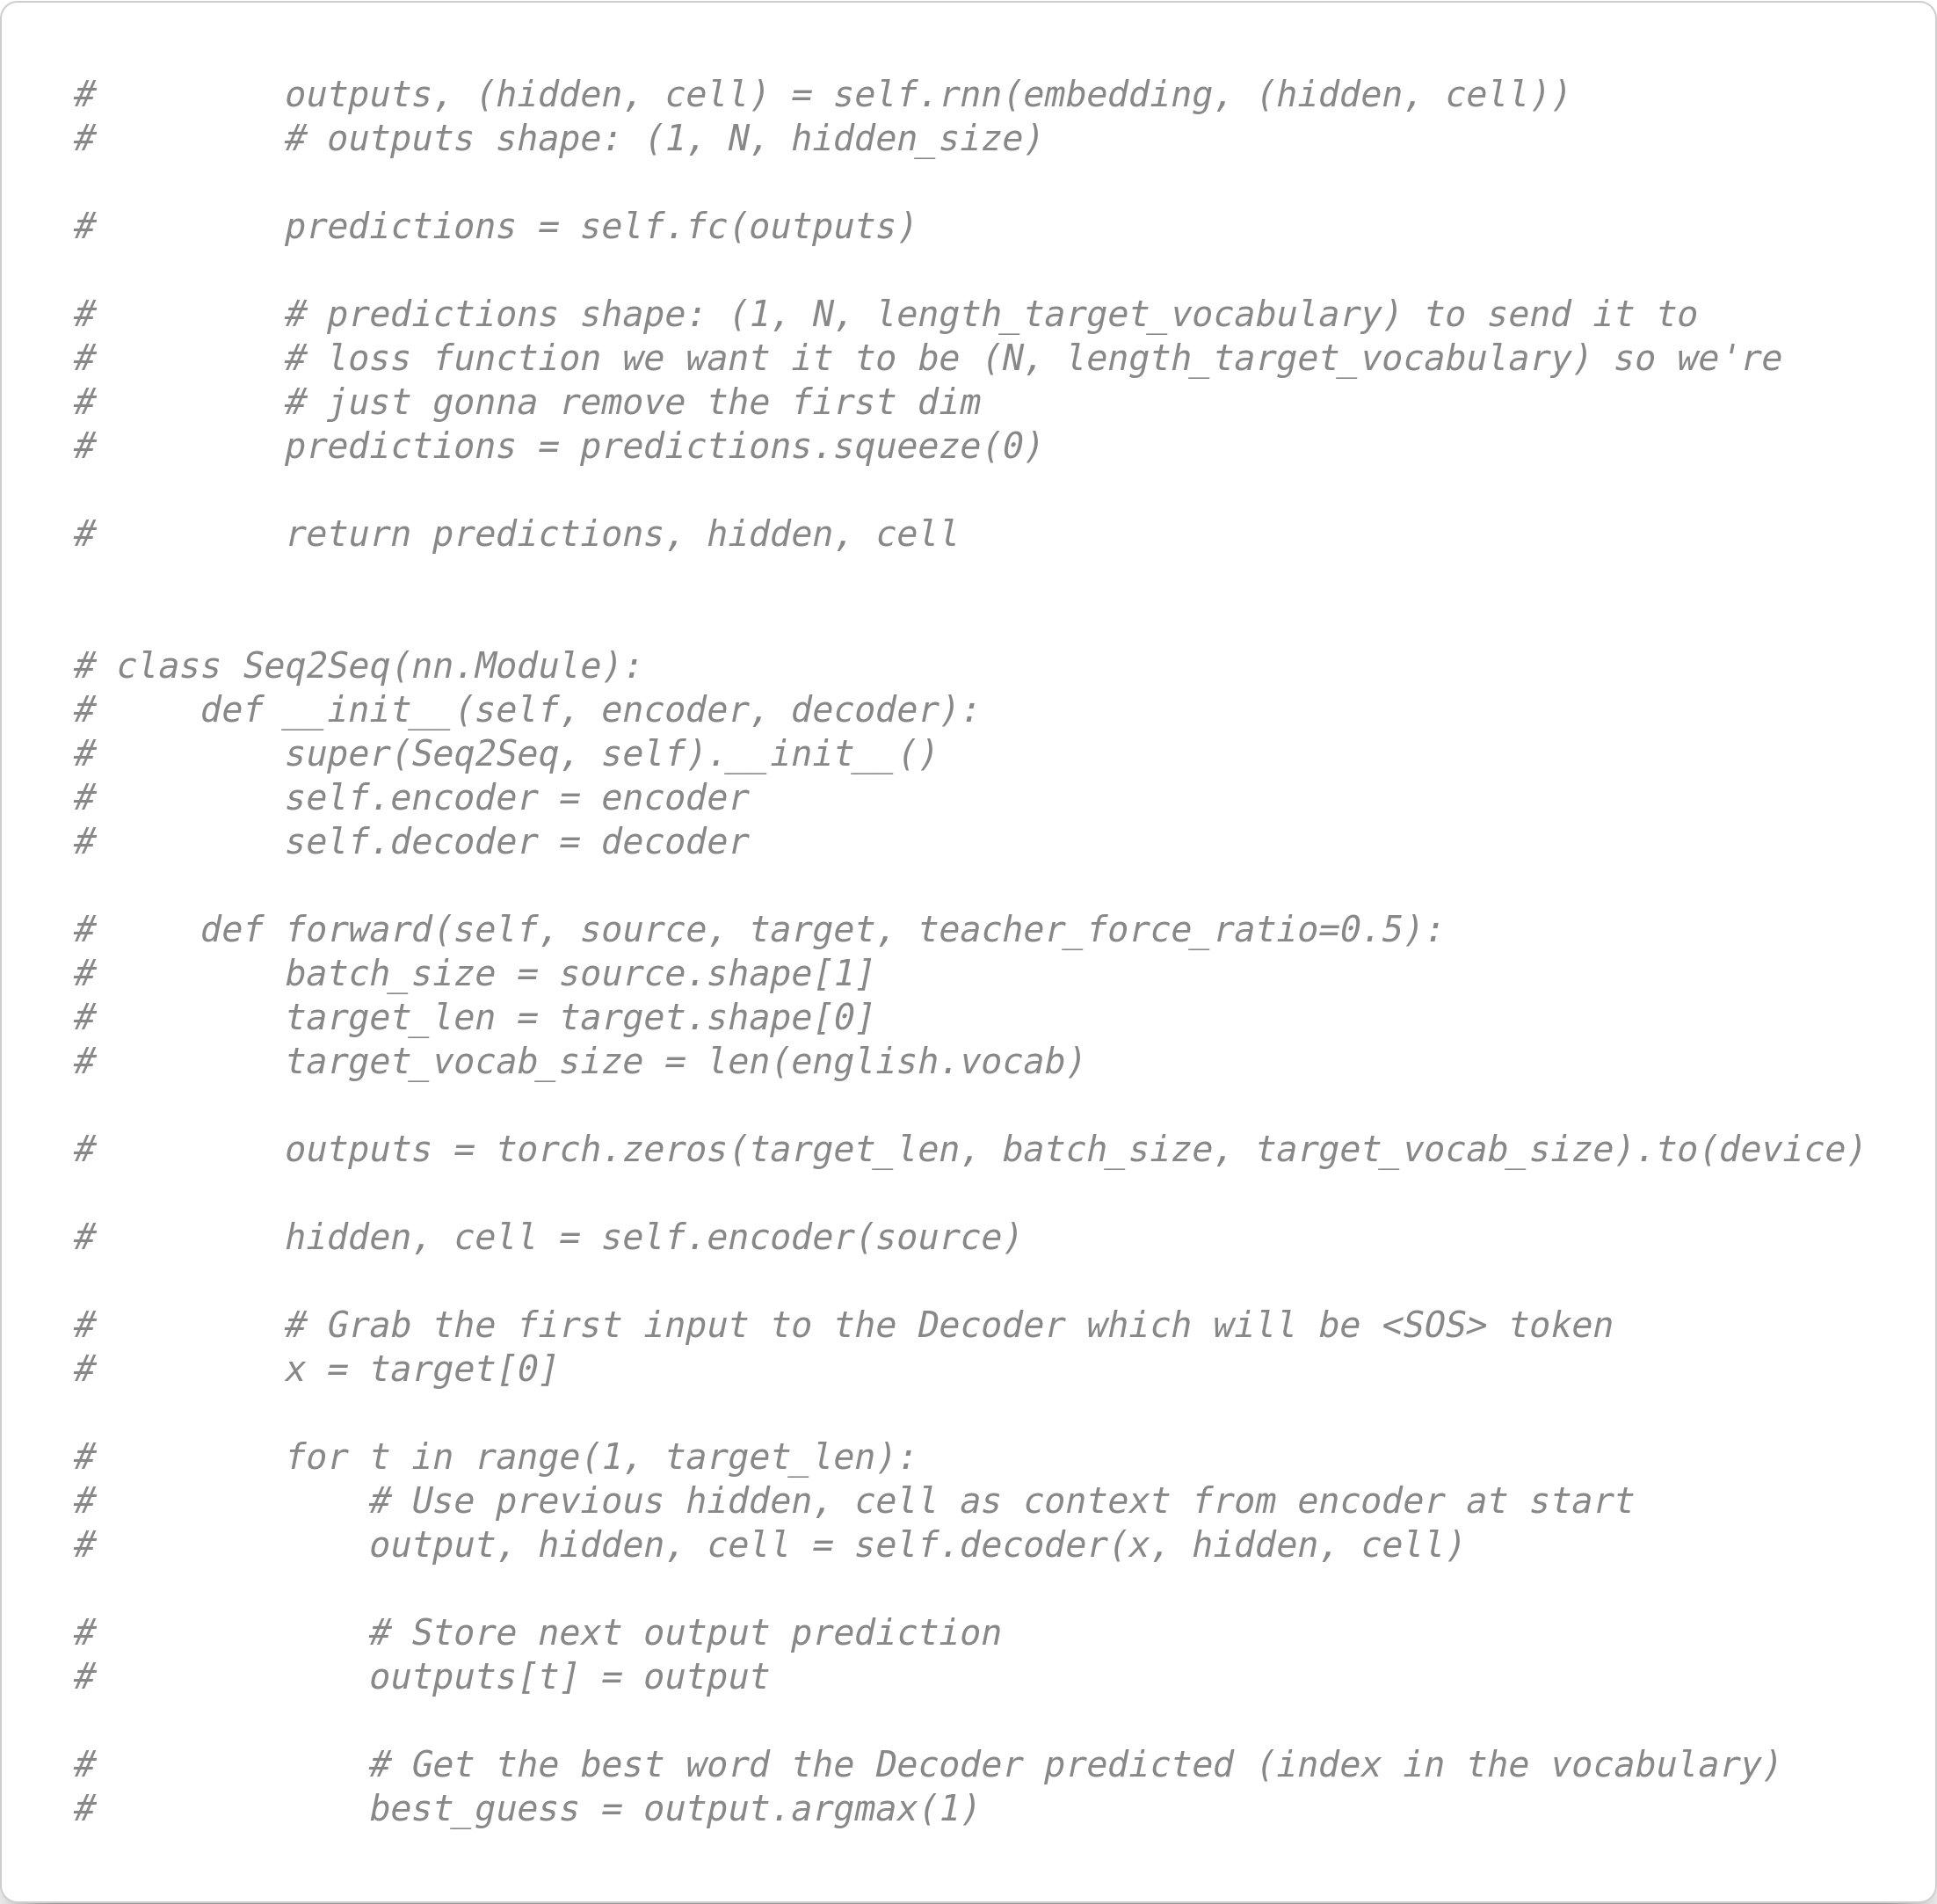 #         outputs, (hidden, cell) = self.rnn(embedding, (hidden, cell))
#         # outputs shape: (1, N, hidden_size)

#         predictions = self.fc(outputs)

#         # predictions shape: (1, N, length_target_vocabulary) to send it to
#         # loss function we want it to be (N, length_target_vocabulary) so we're
#         # just gonna remove the first dim
#         predictions = predictions.squeeze(0)

#         return predictions, hidden, cell


# class Seq2Seq(nn.Module):
#     def __init__(self, encoder, decoder):
#         super(Seq2Seq, self).__init__()
#         self.encoder = encoder
#         self.decoder = decoder

#     def forward(self, source, target, teacher_force_ratio=0.5):
#         batch_size = source.shape[1]
#         target_len = target.shape[0]
#         target_vocab_size = len(english.vocab)

#         outputs = torch.zeros(target_len, batch_size, target_vocab_size).to(device)

#         hidden, cell = self.encoder(source)

#         # Grab the first input to the Decoder which will be <SOS> token
#         x = target[0]

#         for t in range(1, target_len):
#             # Use previous hidden, cell as context from encoder at start
#             output, hidden, cell = self.decoder(x, hidden, cell)

#             # Store next output prediction
#             outputs[t] = output

#             # Get the best word the Decoder predicted (index in the vocabulary)
#             best_guess = output.argmax(1)